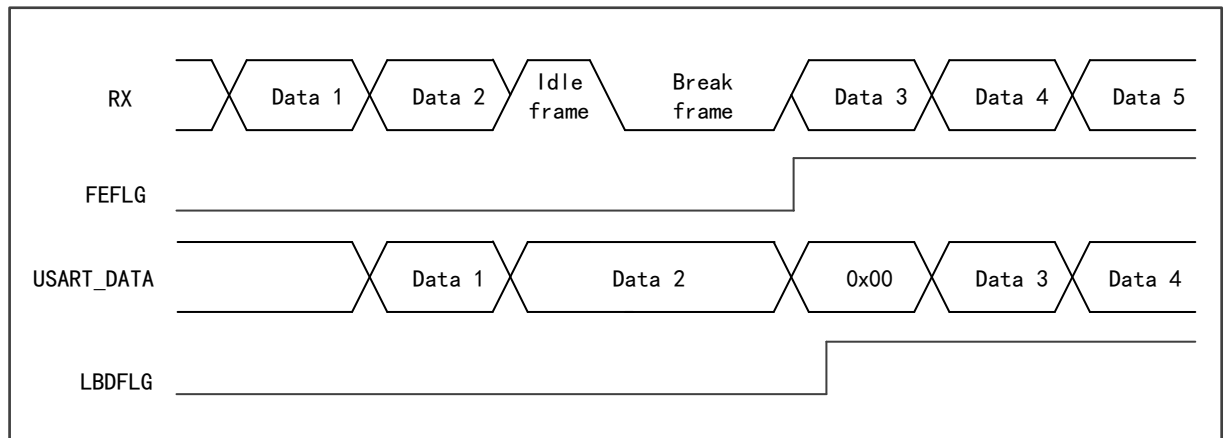 RX
Data 1
Data 2
Idle
frame
Break
frame
Data 3
Data 4
Data 5
FEFLG
USART_DATA
Data 1
Data 2
0x00
Data 3
Data 4
LBDFLG